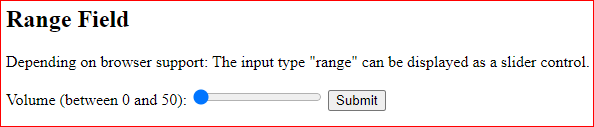 Range Field
Depending on browser support: The input type "range" can be displayed as a slider control.
Volume (between 0 and 50): Submit